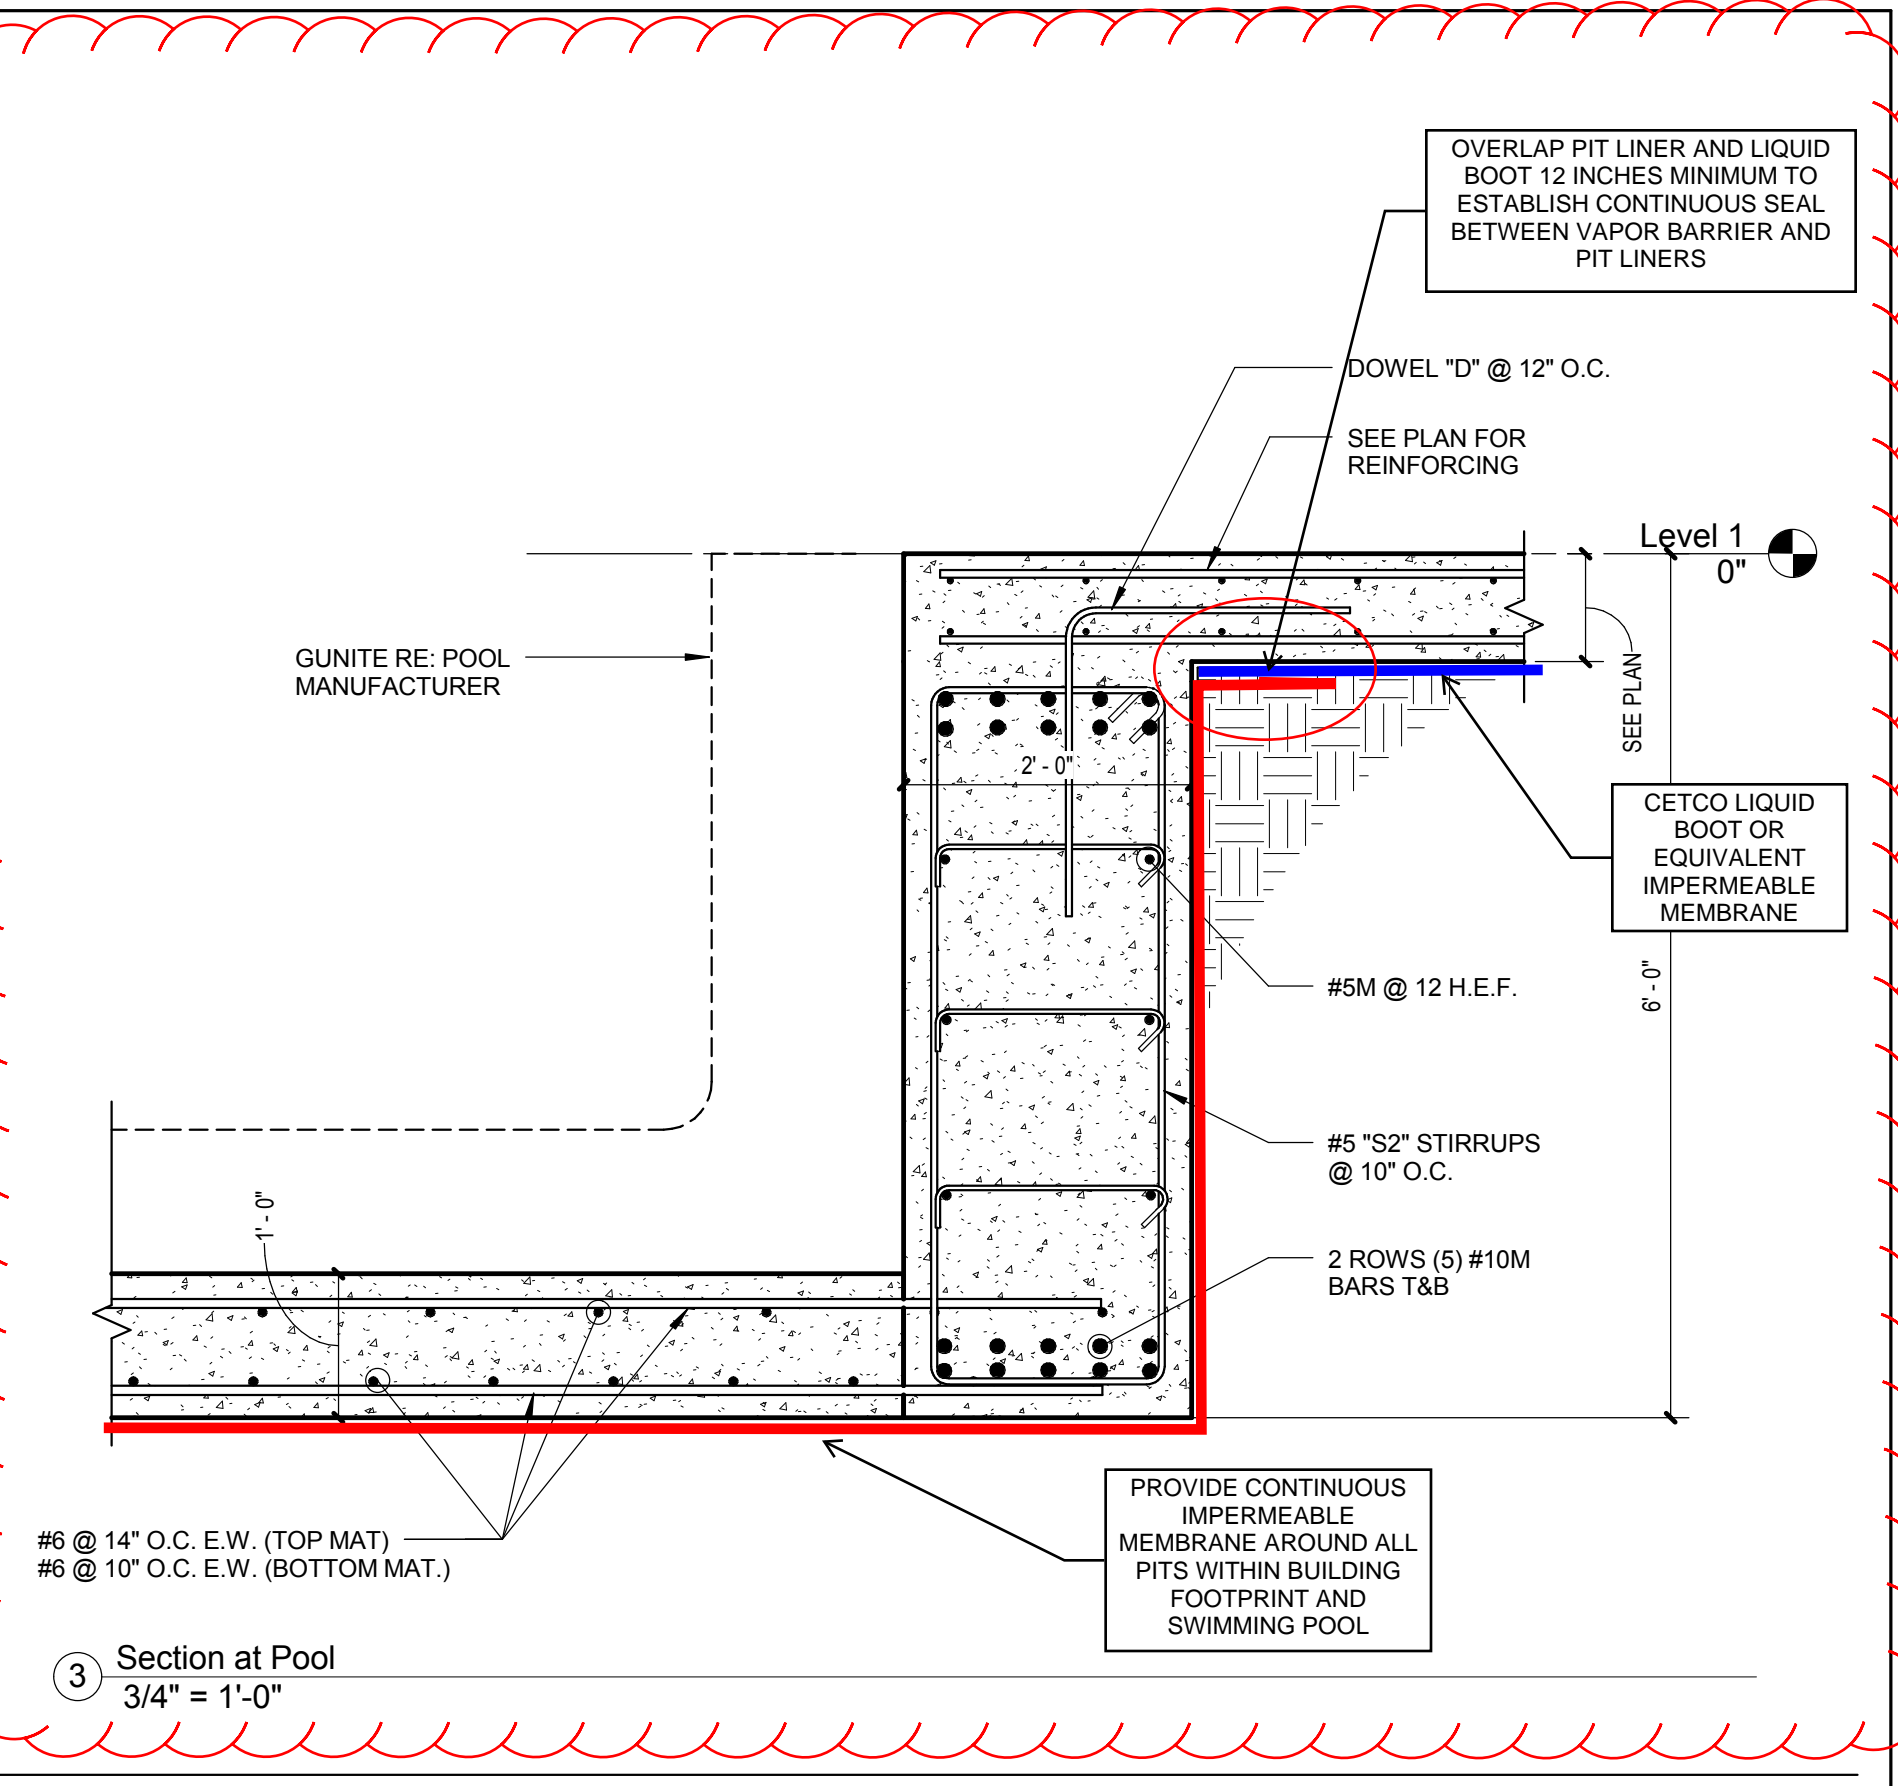 OVERLAP PIT LINER AND LIQUID
BOOT 12 INCHES MINIMUM TO
ESTABLISH CONTINUOUS SEAL
BETWEEN VAPOR BARRIER AND
PIT LINERS
DOWEL "D" @ 12" O.C.
SEE PLAN FOR
REINFORCING
Level 1
0"
GUNITE RE: POOL
MANUFACTURER
SEE PLAN
2' - 0"
CETCO LIQUID
BOOT OR
EQUIVALENT
IMPERMEABLE
MEMBRANE
#5M @ 12 H.E.F.
6' - 0"
#5 "S2" STIRRUPS
@ 10" O.C.
1' - 0"
2 ROWS (5) #10M
BARS T&B
PROVIDE CONTINUOUS
IMPERMEABLE
MEMBRANE AROUND ALL
PITS WITHIN BUILDING
FOOTPRINT AND
SWIMMING POOL
#6 @ 14" O.C. E.W. (TOP MAT)
#6 @ 10" O.C. E.W. (BOTTOM MAT.)
3
Section at Pool
3/4" = 1'-0"